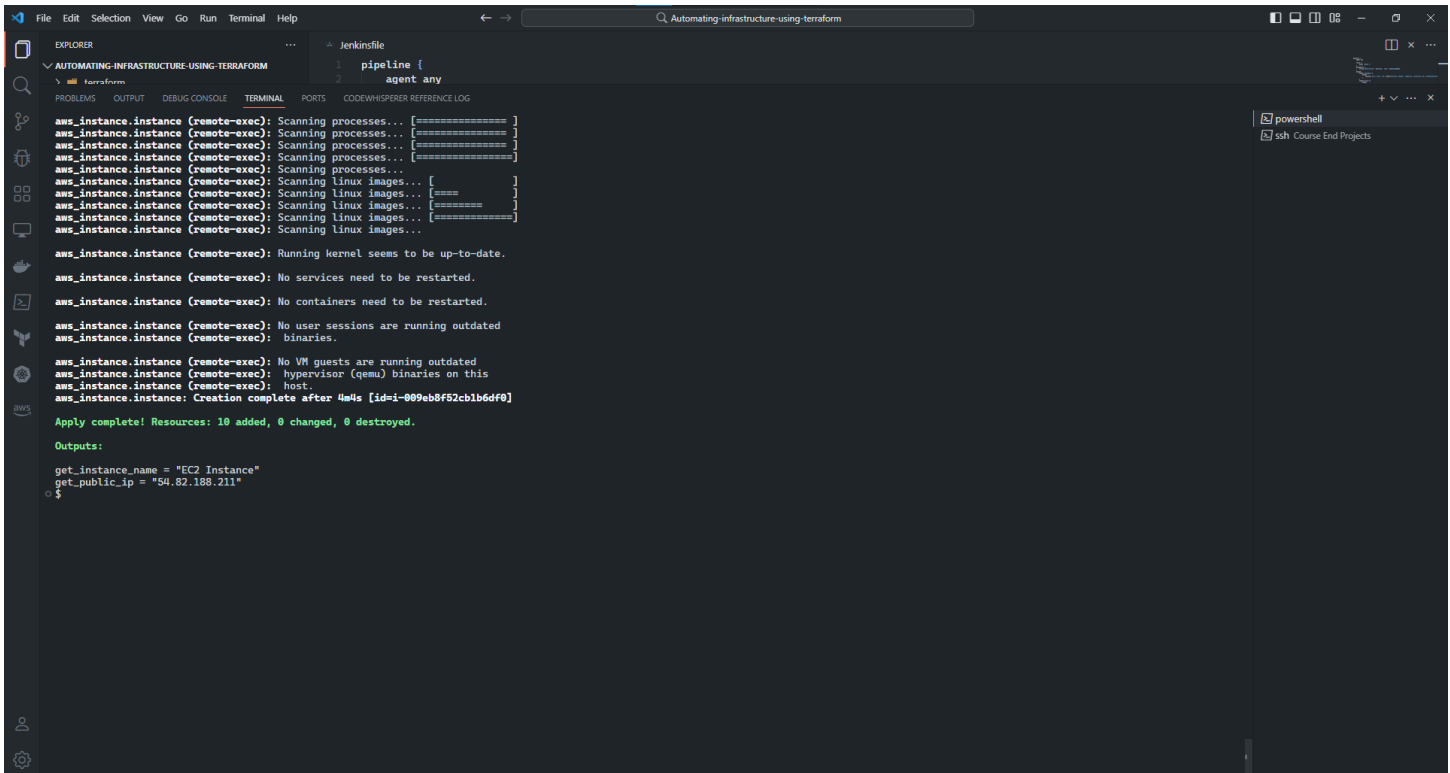 File Edit Selection View Go Run Terminal Help
Automating-infrastructure-using-terraform
EXPLORER
Jenkinsfile
AUTOMATING-INFRASTRUCTURE-USING-TERRAFORM
1 pipeline {
terraform
2 agent any
PROBLEMS OUTPUT DEBUG CONSOLE TERMINAL PORTS CODEWHISPERER REFERENCE LOG
aws_instance.instance (remote-exec): Scanning processes... [=============== ]
aws_instance.instance (remote-exec): Scanning processes... [=============== ]
aws_instance.instance (remote-exec): Scanning processes... [=============== ]
aws_instance.instance (remote-exec): Scanning processes... [================]
aws_instance.instance (remote-exec): Scanning processes...
aws_instance.instance (remote-exec): Scanning linux images... [             ]
aws_instance.instance (remote-exec): Scanning linux images... [====         ]
aws_instance.instance (remote-exec): Scanning linux images... [========     ]
aws_instance.instance (remote-exec): Scanning linux images... [=============]
aws_instance.instance (remote-exec): Scanning linux images...
aws_instance.instance (remote-exec): Running kernel seems to be up-to-date.
aws_instance.instance (remote-exec): No services need to be restarted.
aws_instance.instance (remote-exec): No containers need to be restarted.
aws_instance.instance (remote-exec): No user sessions are running outdated
aws_instance.instance (remote-exec):  binaries.
aws_instance.instance (remote-exec): No VM guests are running outdated
aws_instance.instance (remote-exec):  hypervisor (qemu) binaries on this
aws_instance.instance (remote-exec):  host.
aws_instance.instance: Creation complete after 4m4s [id=i-009eb8f52cb1b6df0]
Apply complete! Resources: 10 added, 0 changed, 0 destroyed.
Outputs:
get_instance_name = "EC2 Instance"
get_public_ip = "54.82.188.211"
$
powershell
ssh Course End Projects
aws